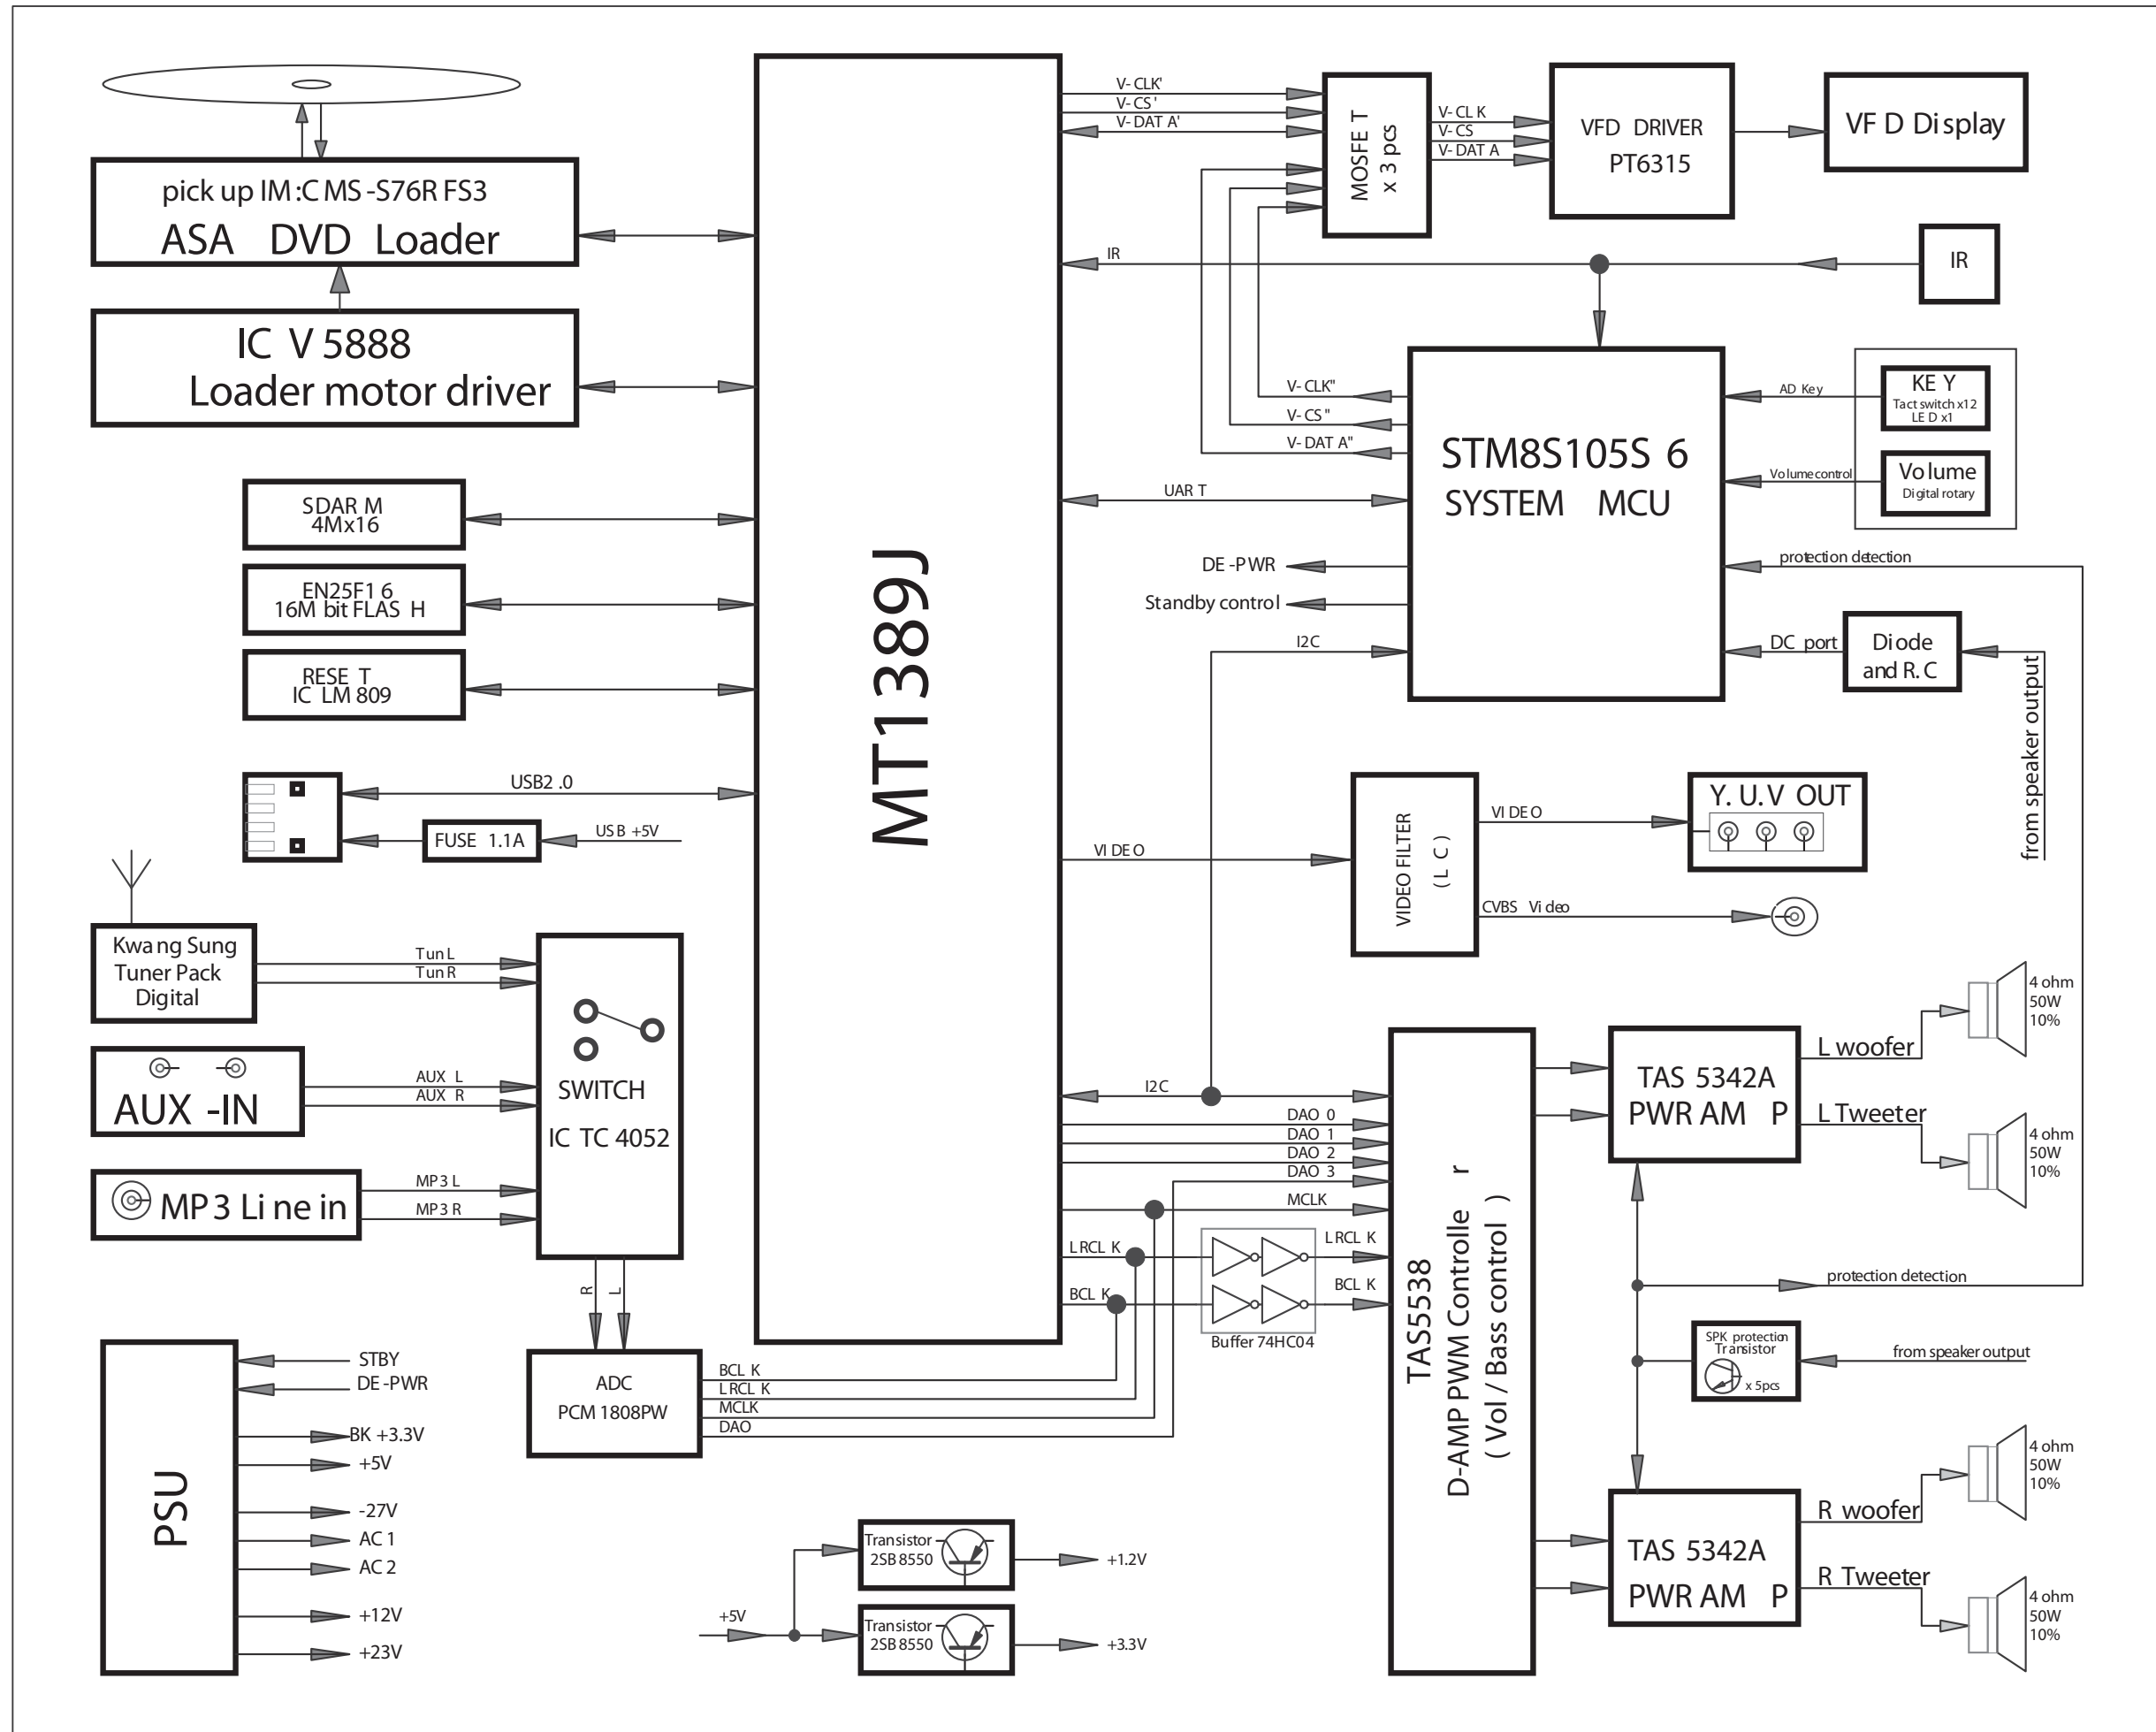 pick up IM:CMS-S76R FS3
ASA DVD Loader
IC V 5888
Loader motor driver
SDAR M
4Mx16
EN25F1 6
16M bit FLAS H
RESE T
IC LM 809
USB2 .0
FUSE 1.1A
USB +5V
Kwang Sung
Tuner Pack
Digital
Tun L
Tun R
AUX -IN
AUX L
AUX R
MP3 Line in
MP3 L
MP3 R
SWITCH
IC TC 4052
R
L
ADC
PCM 1808PW
BCL K
LRCL K
MCLK
DAO
PSU
STBY
DE-PWR
BK +3.3V
+5V
-27V
AC 1
AC 2
+12V
+23V
+5V
Transistor
2SB 8550
+1.2V
Transistor
2SB 8550
+3.3V
MT1389J
V- CLK'
V- CS '
V- DAT A'
MOSFE T
x 3 pcs
V- CL K
V- CS
V- DAT A
VFD DRIVER
PT6315
VF D Display
IR
IR
V- CLK"
V- CS "
V- DAT A"
UAR T
DE -PWR
Standby control
I2C
STM8S105S 6
SYSTEM MCU
AD Key
KE Y
Tact switch x12
LE D x1
Volume control
Volume
Digital rotary
protection detection
DC port
Diode
and R. C
from speaker output
VI DE O
VIDEO FILTER
( L C )
VI DE O
Y. U.V OUT
CVBS Video
I2C
DAO 0
DAO 1
DAO 2
DAO 3
MCLK
LRCL K
BCL K
LRCL K
BCL K
Buffer 74HC04
TAS5538
D-AMP PWM Controlle r
( Vol / Bass control )
TAS 5342A
PWR AM P
L woofer
L Tweeter
4 ohm
50W
10%
4 ohm
50W
10%
protection detection
SPK protection
Transistor
x 5pcs
from speaker output
TAS 5342A
PWR AM P
R woofer
R Tweeter
4 ohm
50W
10%
4 ohm
50W
10%